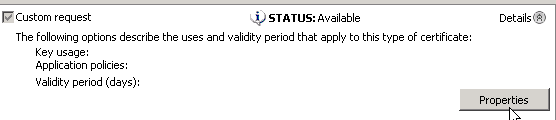 Custom request STATUS: Available Details
The following options describe the uses and validity period that apply to this type of certificate:
Key usage:
Application policies:
Validity period (days):
Properties